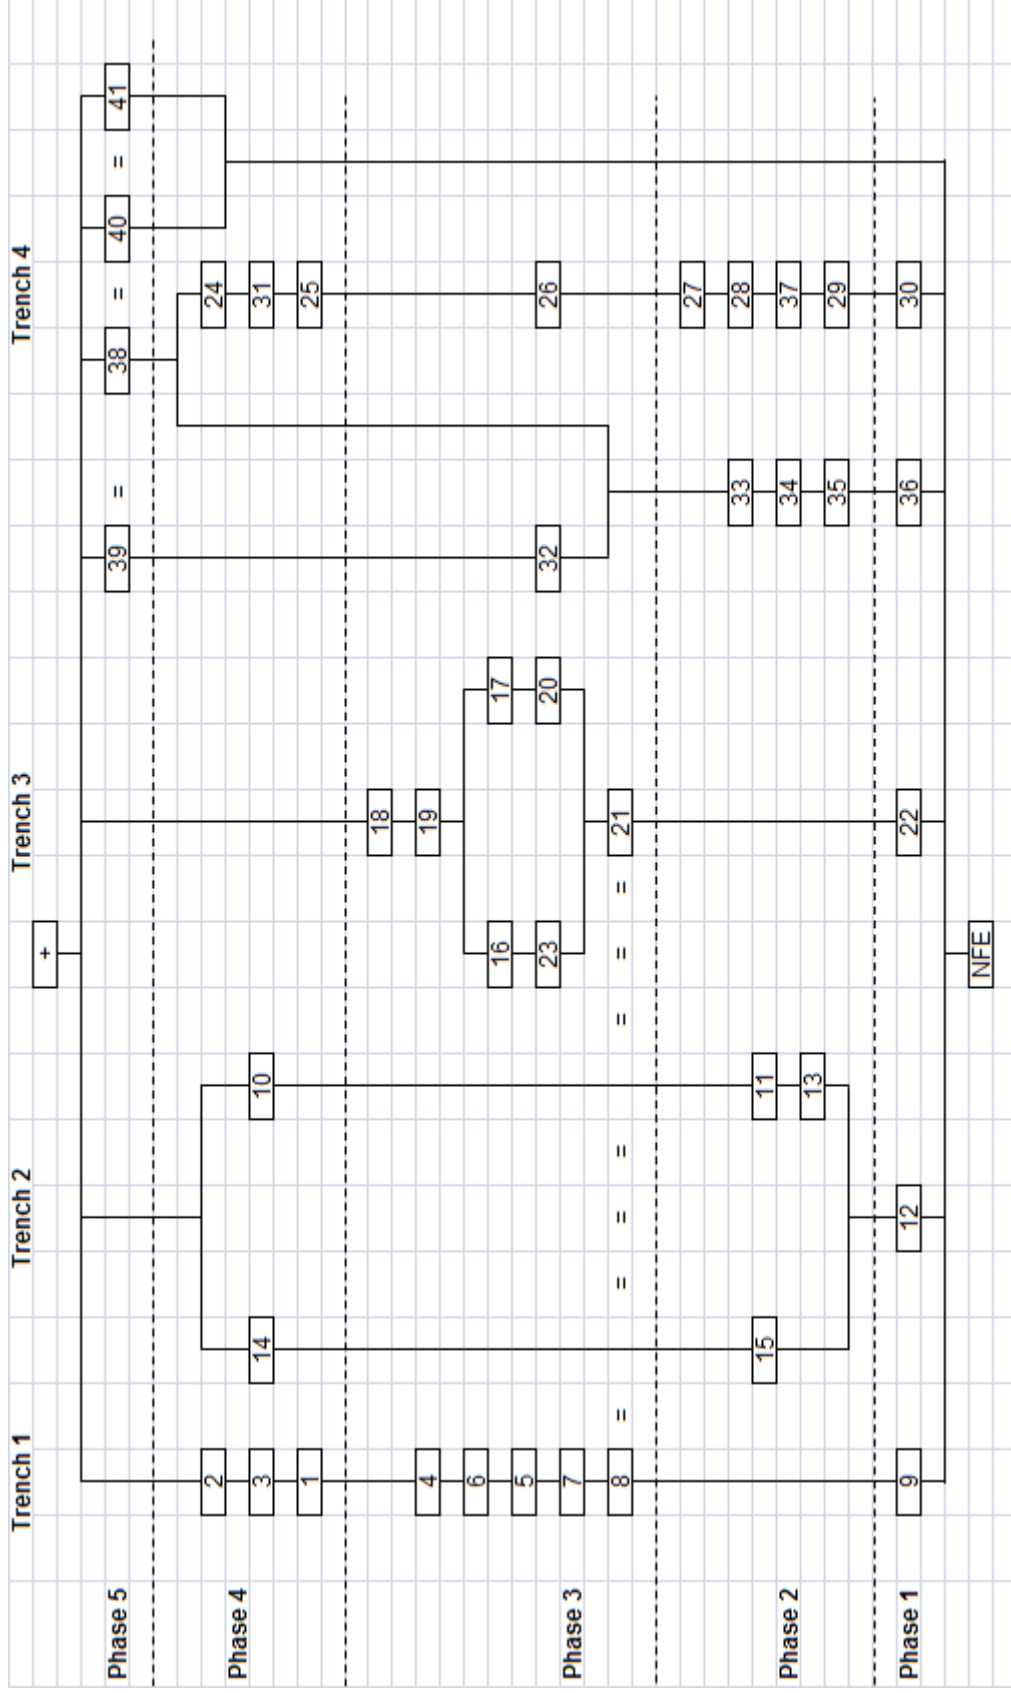 Trench 1 Trench 2 Trench 3 Trench 4
+
Phase 5 39 = 38 = 40 = 41
2 24
Phase 4
3 14 10 31
1 25
18
4 19
6
16 17
5
23 20 32 26
Phase 3 7
8 = = = = = = = 21
27
33 28
15 11
Phase 2 34 37
13
35 29
Phase 1 9 12 22 36 30
NFE